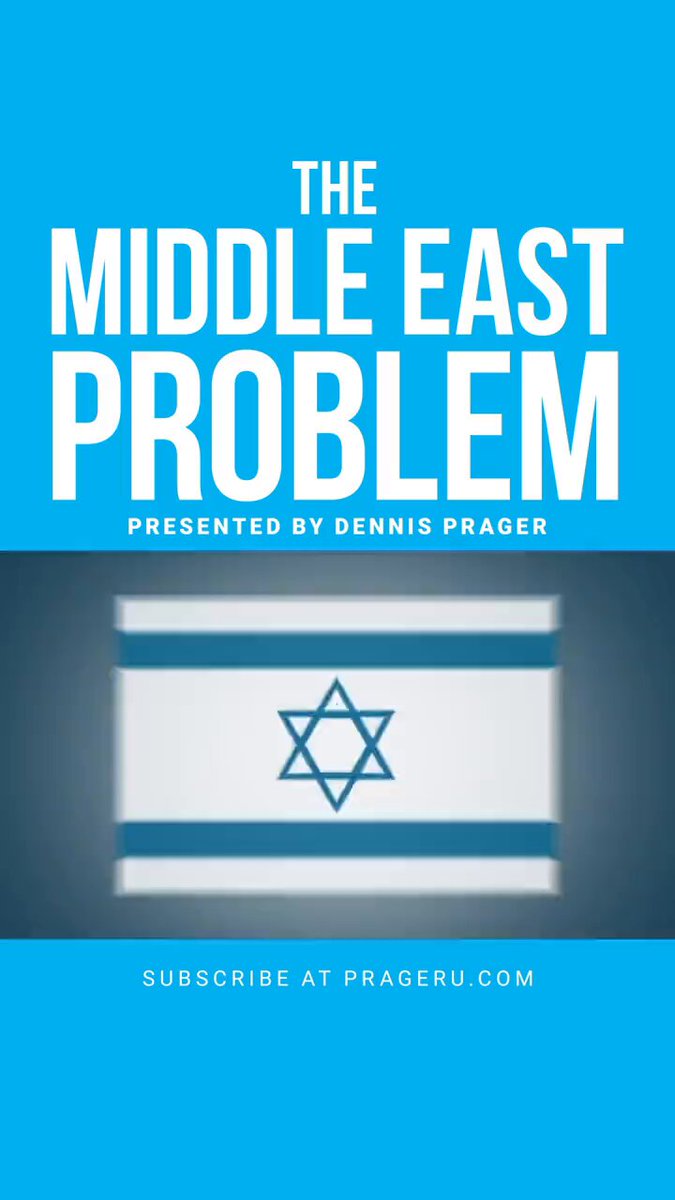 THE
MIDDLE EAST
PROBLEM
PRESENTED BY DENNIS PRAGER
SUBSCRIBE AT PRAGERU.COM